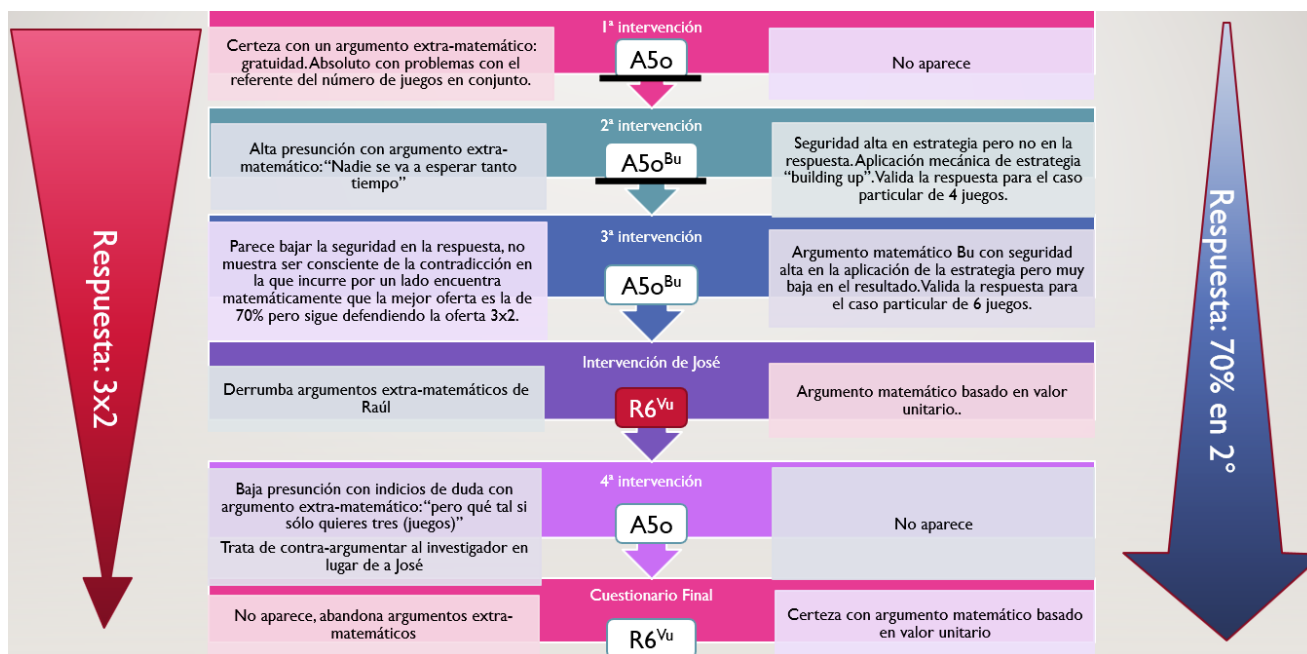 Respuesta: 3x2
1ª intervención
Certeza con un argumento extra-matemático:
gratuidad. Absoluto con problemas con el
referente del número de juegos en conjunto.
A5o
No aparece
2ª intervención
Alta presunción con argumento extra-
matemático: “Nadie se va a esperar tanto
tiempo”
A5oBu
Seguridad alta en estrategia pero no en la
respuesta. Aplicación mecánica de estrategia
“building up”. Valida la respuesta para el caso
particular de 4 juegos.
3ª intervención
Parece bajar la seguridad en la respuesta, no
muestra ser consciente de la contradicción en
la que incurre por un lado encuentra
matemáticamente que la mejor oferta es la de
70% pero sigue defendiendo la oferta 3x2.
A5oBu
Argumento matemático Bu con seguridad
alta en la aplicación de la estrategia pero muy
baja en el resultado. Valida la respuesta para
el caso particular de 6 juegos.
Intervención de José
Derrumba argumentos extra-matemáticos de
Raúl
R6Vu
Argumento matemático basado en valor
unitario..
4ª intervención
Baja presunción con indicios de duda con
argumento extra-matemático: “pero qué tal si
sólo quieres tres (juegos)”
Trata de contra-argumentar al investigador en
lugar de a José
A5o
No aparece
Cuestionario Final
No aparece, abandona argumentos extra-
matemáticos
R6Vu
Certeza con argumento matemático basado
en valor unitario
Respuesta: 70% en 2°